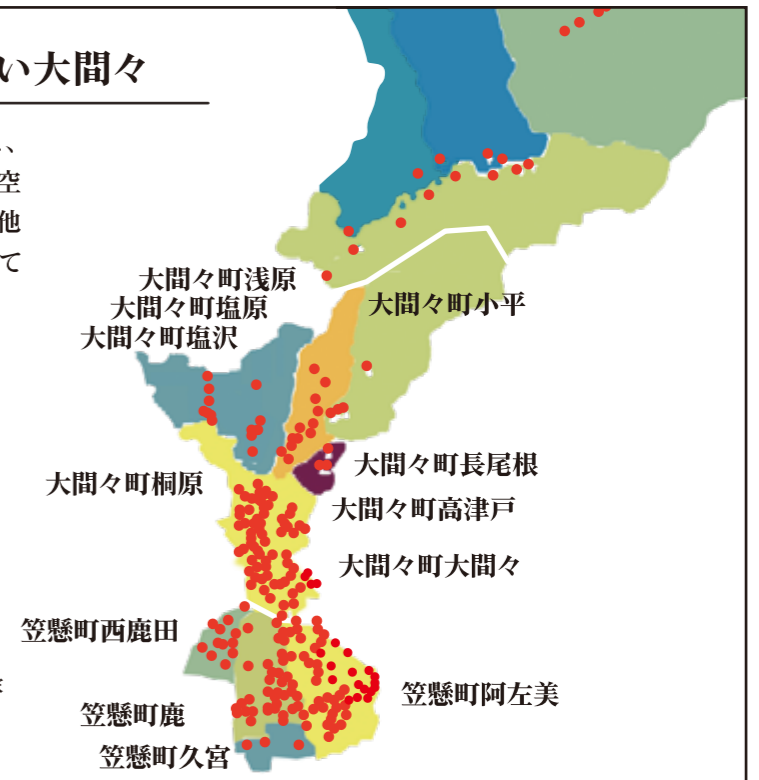 い大間々
、
空
他
て
大間々町浅原
大間々町塩原
大間々町小平
大間々町塩沢
大間々町長尾根
大間々町桐原
大間々町高津戸
大間々町大間々
笠懸町西鹿田
笠懸町阿左美
笠懸町鹿
笠懸町久宮